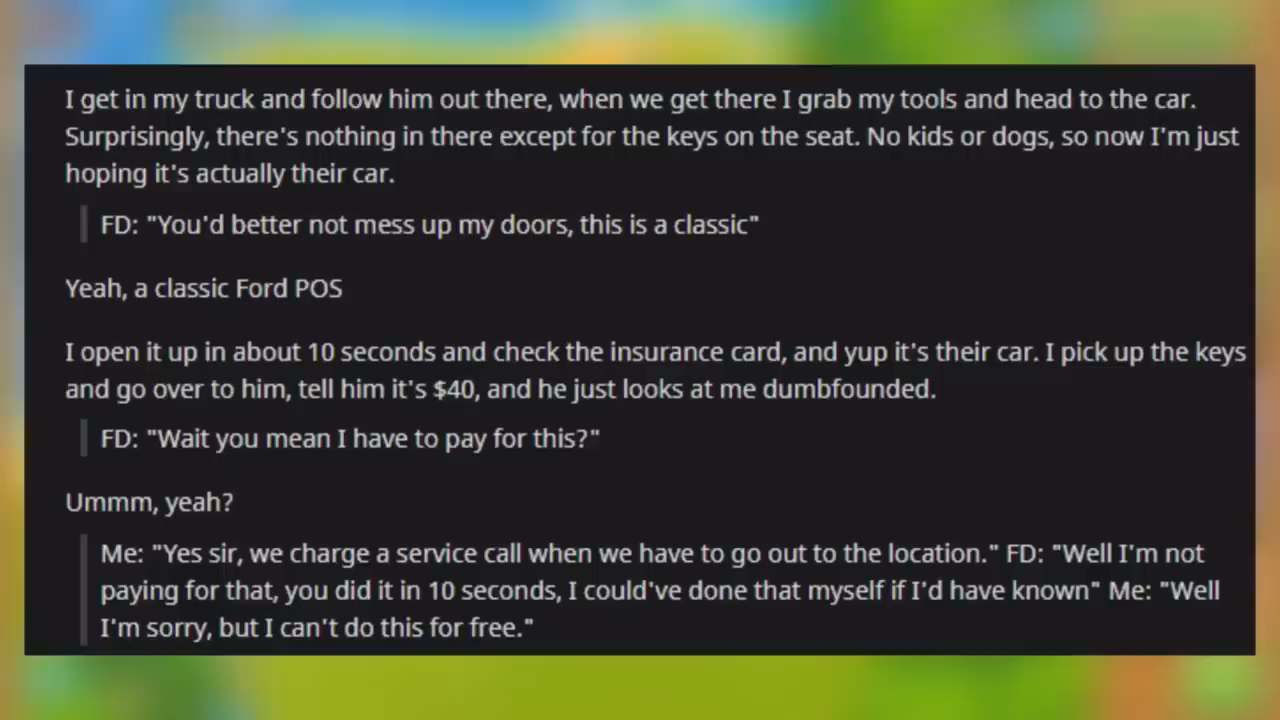 I get in my truck and follow him out there, when we get there I grab my tools and head to the car.
Surprisingly, there's nothing in there except for the keys on the seat. No kids or dogs, so now I'm just
hoping it's actually their car.
FD: "You'd better not mess up my doors, this is a classic"
Yeah, a classic Ford POS
I open it up in about 10 seconds and check the insurance card, and yup it's their car. I pick up the keys
and go over to him, tell him it's $40, and he just looks at me dumbfounded.
FD: "Wait you mean I have to pay for this?"
Ummm, yeah?
Me: "Yes sir, we charge a service call when we have to go out to the location." FD: "Well I'm not
paying for that, you did it in 10 seconds, I could've done that myself if I'd have known" Me: "Well
I'm sorry, but I can't do this for free."